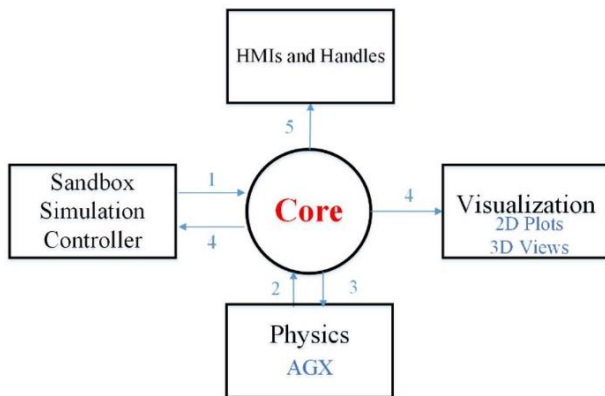 HMIs and Handles
5
Sandbox
Simulation
Controller
1
4
Core
4
Visualization
2D Plots
3D Views
2
3
Physics
AGX